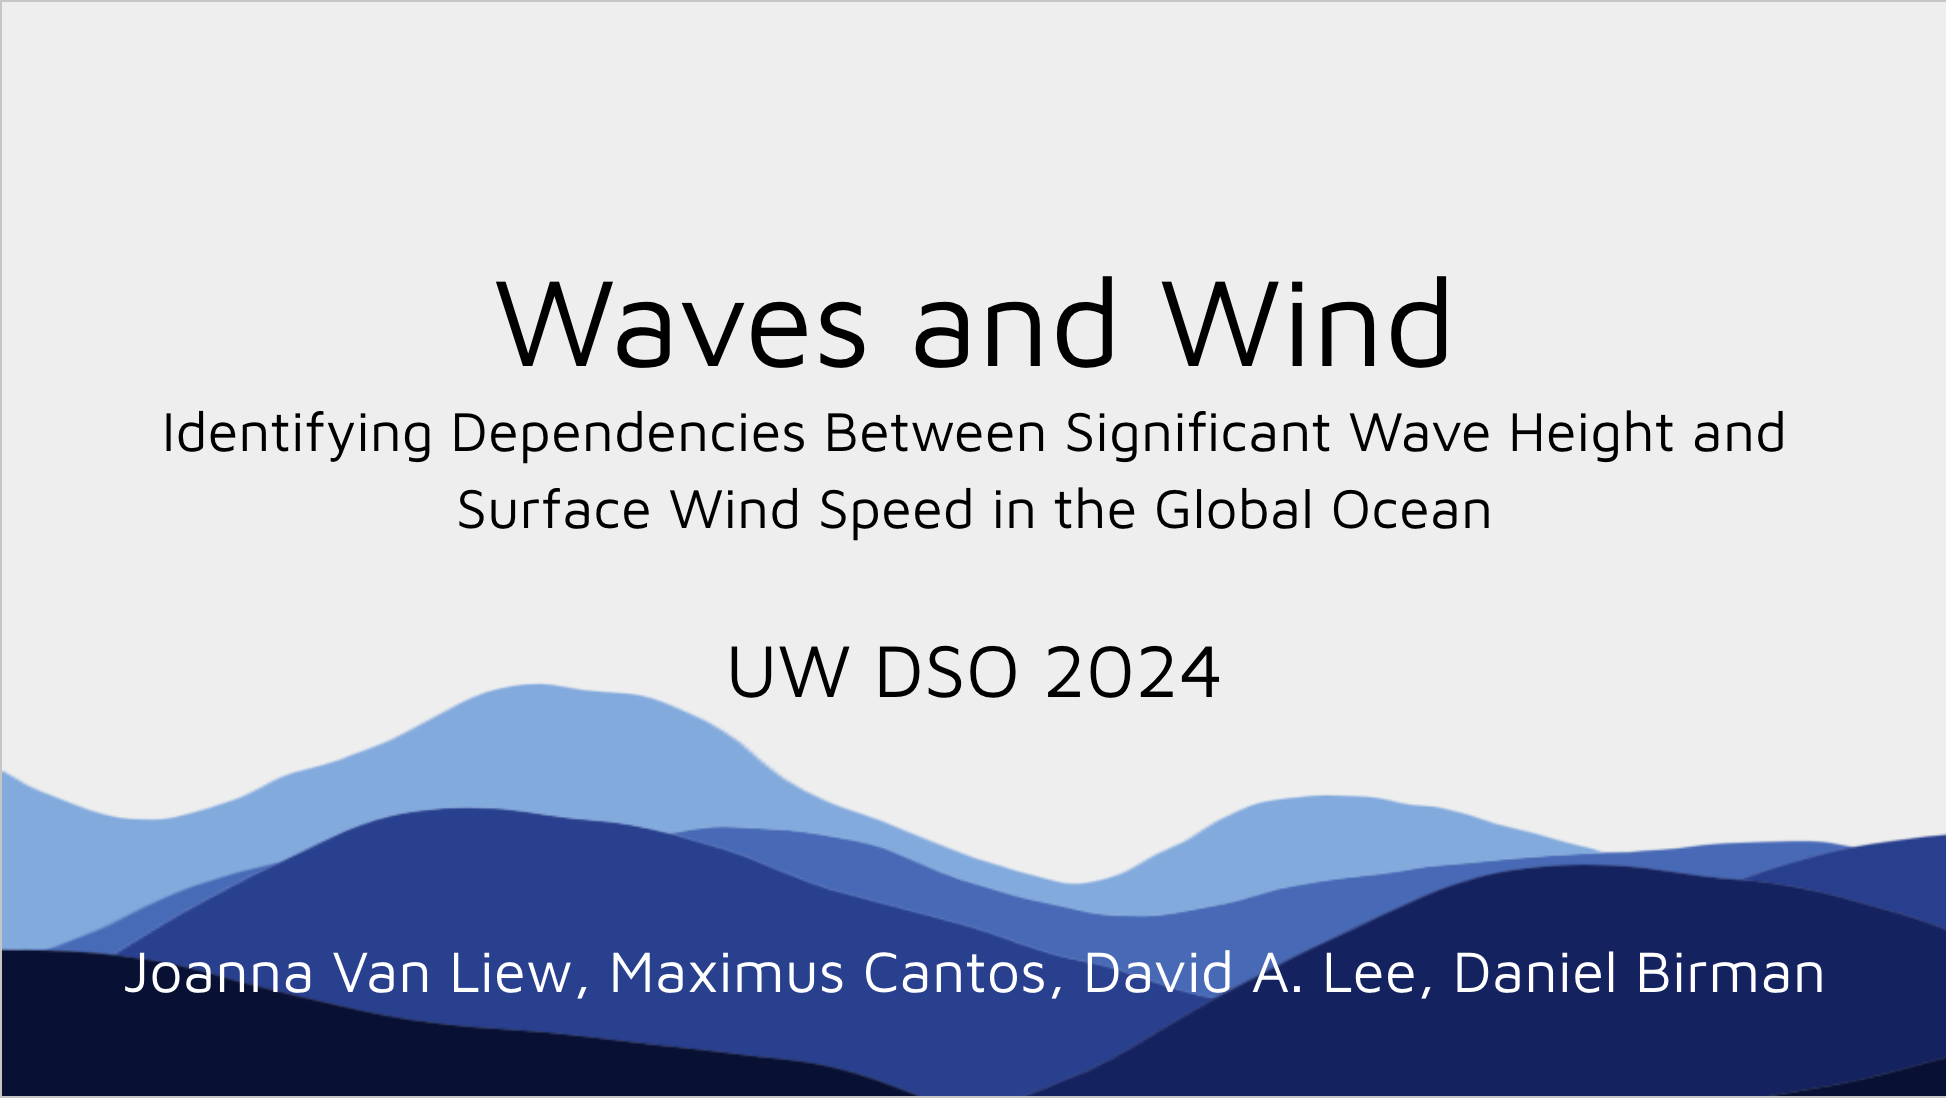 Waves and Wind
Identifying Dependencies Between Significant Wave Height and
Surface Wind Speed in the Global Ocean
UW DSO 2024
Joanna Van Liew, Maximus Cantos, David A. Lee, Daniel Birman